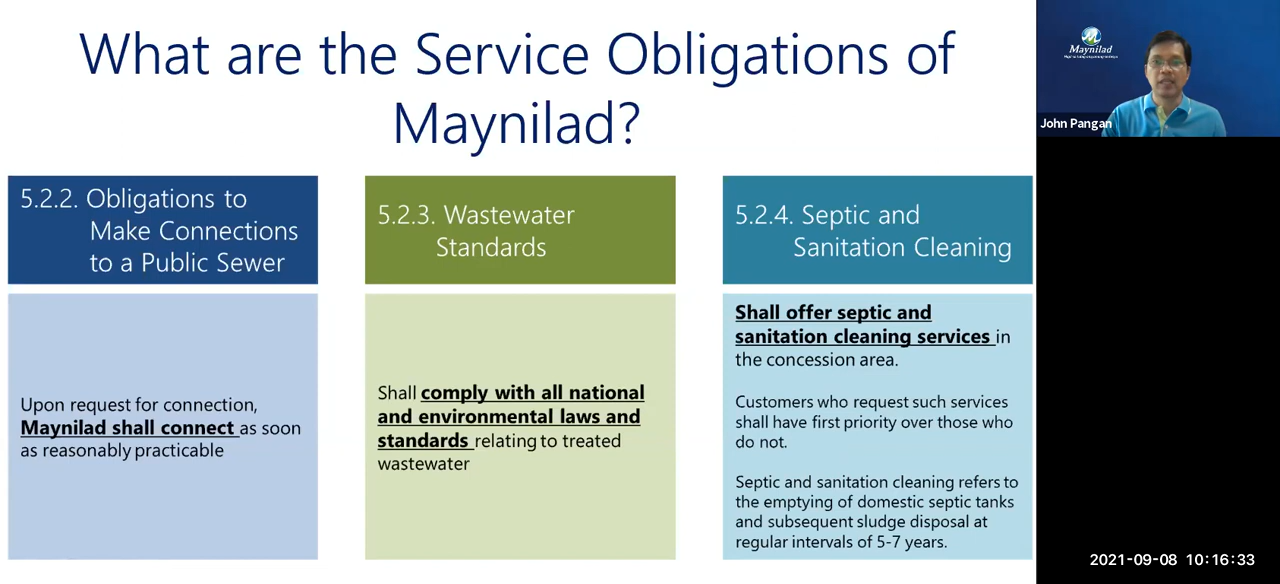 What are the Service Obligations of
Maynilad?
5.2.2. Obligations to
Make Connections
to a Public Sewer
Upon request for connection,
Maynilad shall connect as soon
as reasonably practicable
5.2.3. Wastewater
Standards
Shall comply with all national
and environmental laws and
standards relating to treated
wastewater
5.2.4. Septic and
Sanitation Cleaning
Shall offer septic and
sanitation cleaning services in
the concession area.
Customers who request such services
shall have first priority over those who
do not.
Septic and sanitation cleaning refers to
the emptying of domestic septic tanks
and subsequent sludge disposal at
regular intervals of 5-7 years.
Maynilad
John Pangan
2021-09-08 10:16:33